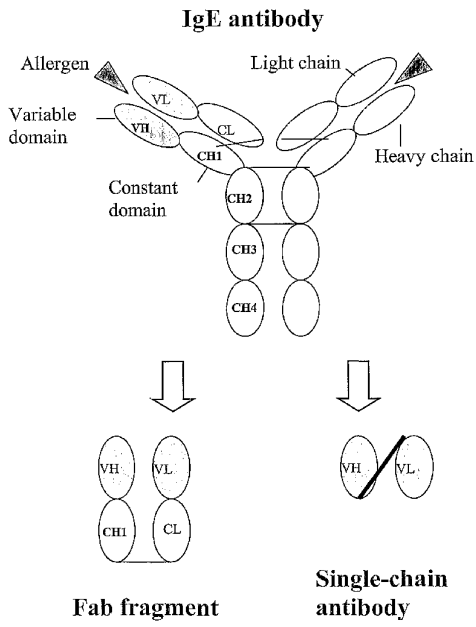 IgE antibody
Allergen
Light chain
VL
Variable
domain
VH
CL
CH1
Heavy chain
Constant
domain
CH2
CH3
CH4
VH
VL
VH
VL
CH1
CL
Fab fragment
Single-chain
antibody